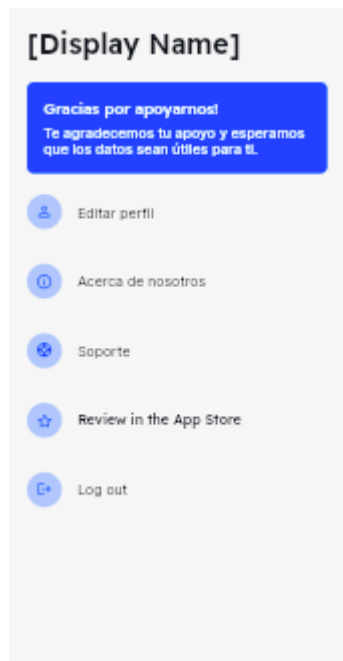 [Display Name]
Gracias por apoyarnos!
Te agradecemos tu apoyo y esperamos
que los datos sean útiles para ti.
Editar perfil
Acerca de nosotros
Soporte
Review in the App Store
Log out